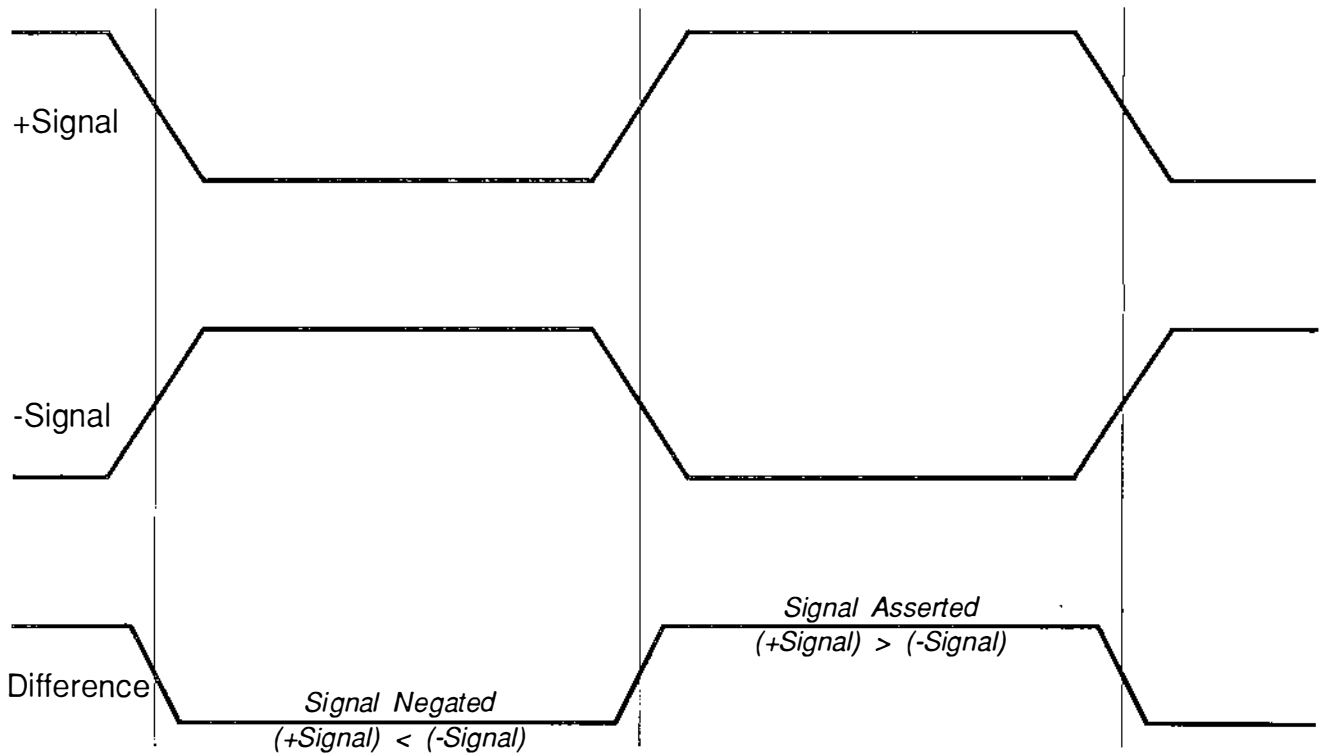 +Signal
-Signal
Signal Asserted
(+Signal) > (-Signal)
Difference
Signal Negated
(+Signal) < (-Signal)